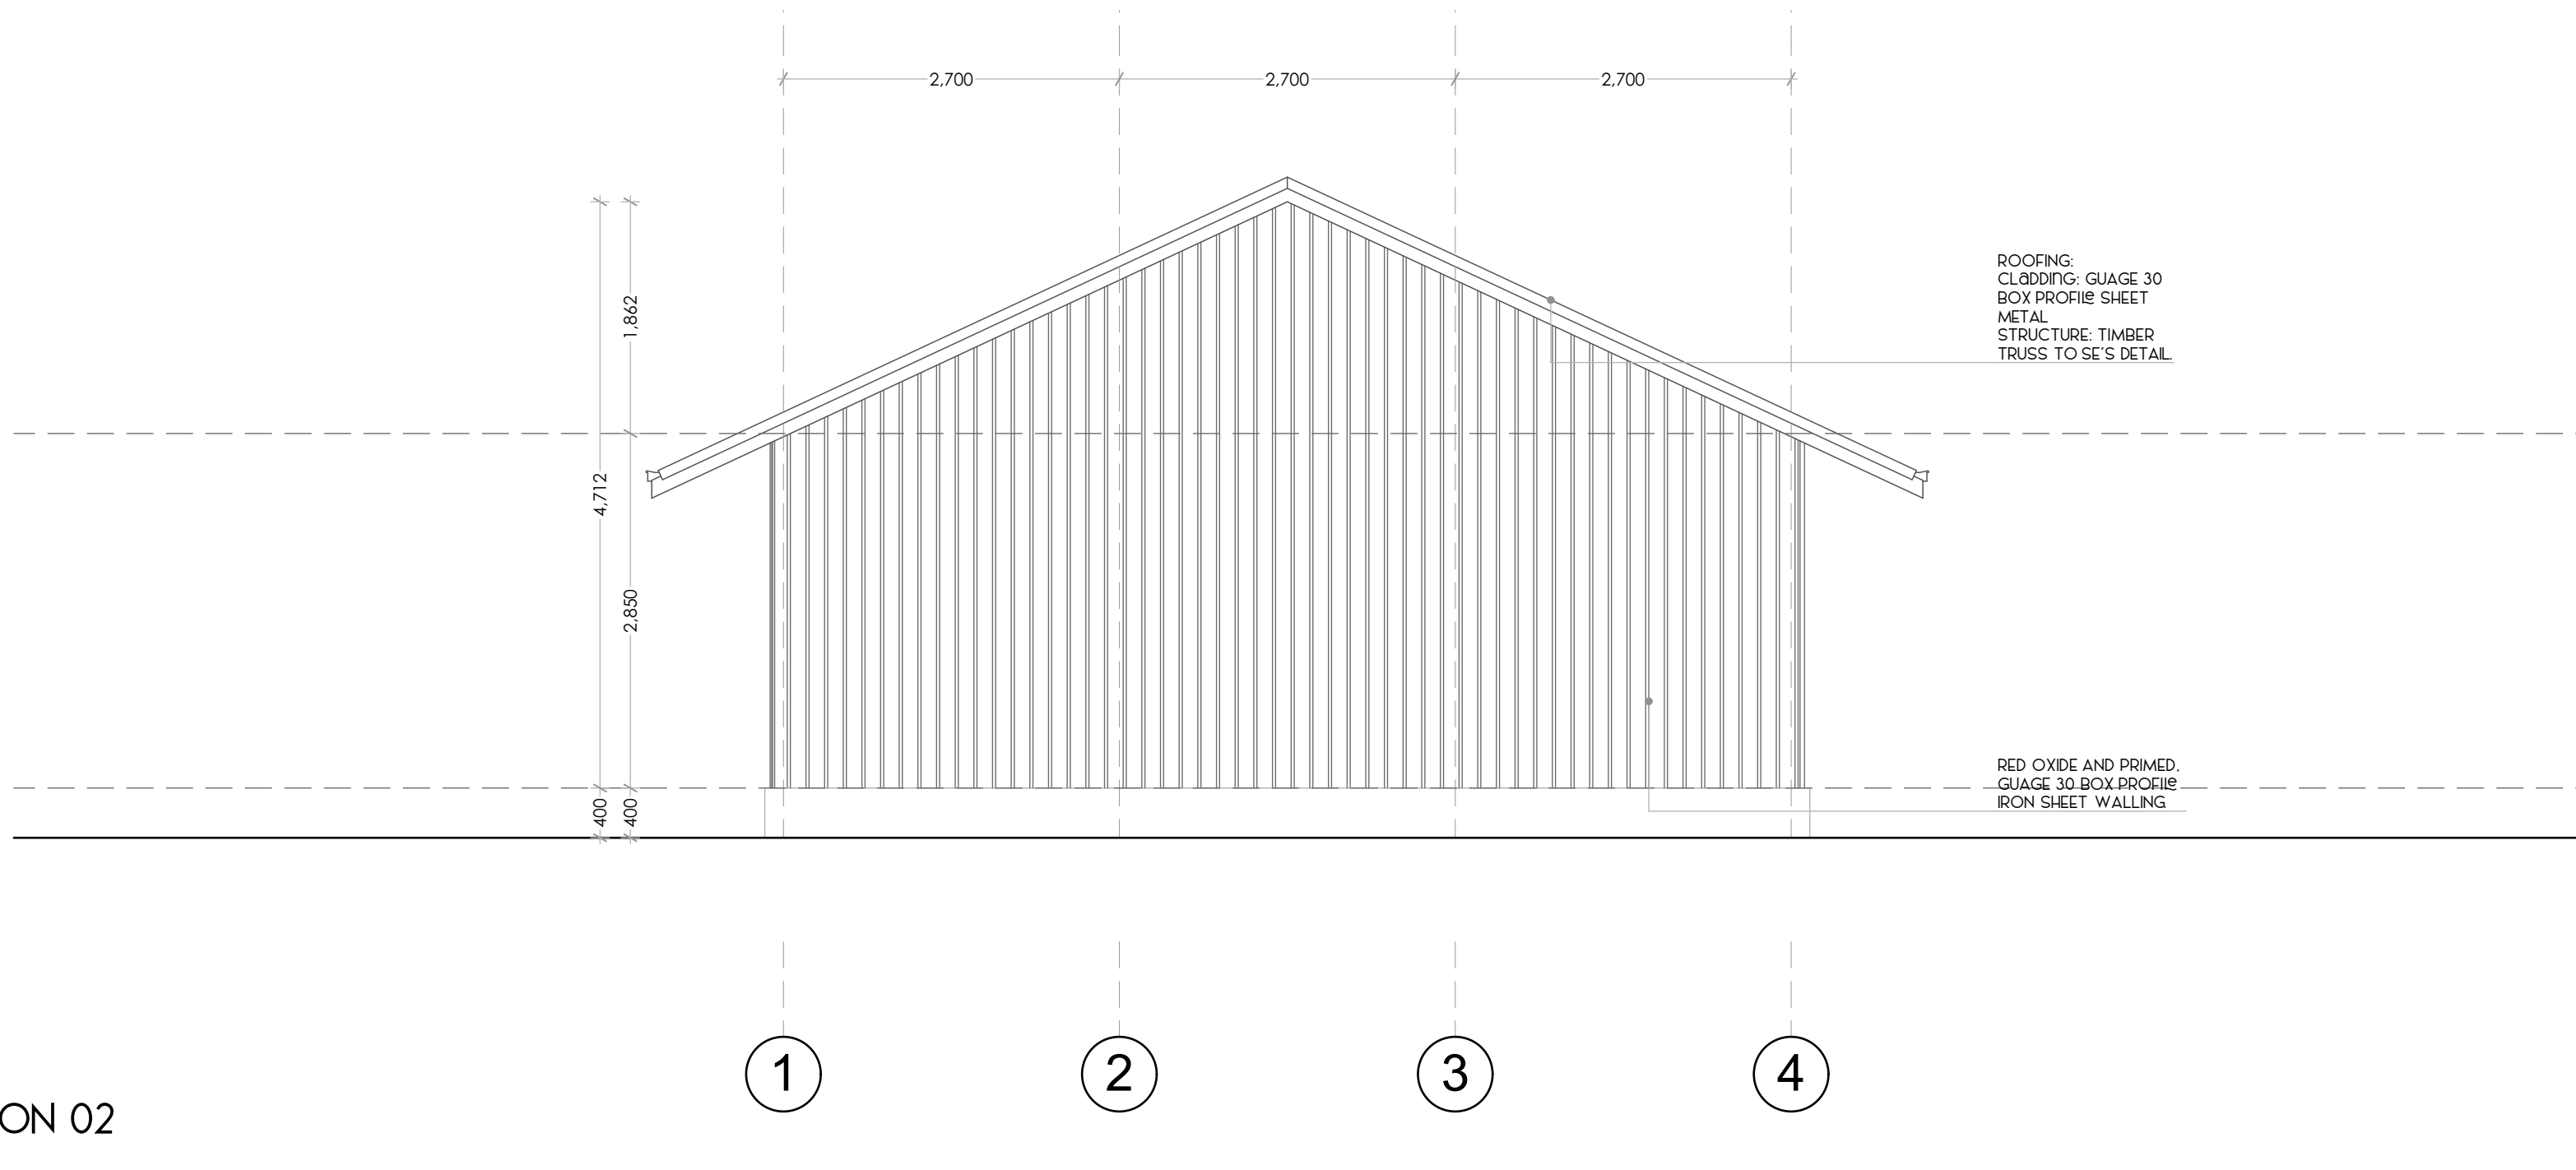 2,700 2,700 2,700
1,862
4,712
2,850
400 400
ROOFING:
CLaDDInG: GUAGE 30
BOX PROFILe SHEET
METAL
STRUCTURE: TIMBER
TRUSS TO SE'S DETAIL.
RED OXIDE AND PRIMED,
GUAGE 30 BOX PROFILe
IRON SHEET WALLING.
1 2 3 4
ON 02